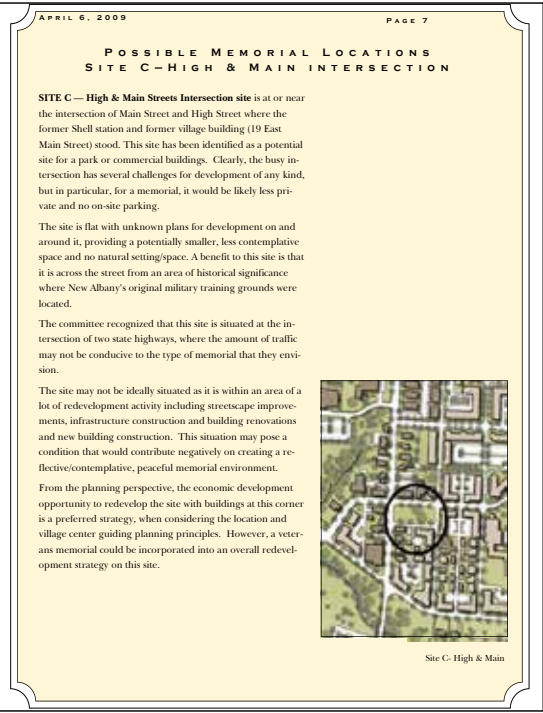 APRIL 6, 2009
PAGE 7
POSSIBLE MEMORIAL LOCATIONS
SITE C—HIGH & MAIN INTERSECTION
SITE C — High & Main Streets Intersection site is at or near
the intersection of Main Street and High Street where the
former Shell station and former village building (19 East
Main Street) stood. This site has been identified as a potential
site for a park or commercial buildings. Clearly, the busy in-
tersection has several challenges for development of any kind,
but in particular, for a memorial, it would be likely less pri-
vate and no on-site parking.
The site is flat with unknown plans for development on and
around it, providing a potentially smaller, less contemplative
space and no natural setting/space. A benefit to this site is that
it is across the street from an area of historical significance
where New Albany's original military training grounds were
located.
The committee recognized that this site is situated at the in-
tersection of two state highways, where the amount of traffic
may not be conducive to the type of memorial that they envi-
sion.
The site may not be ideally situated as it is within an area of a
lot of redevelopment activity including streetscape improve-
ments, infrastructure construction and building renovations
and new building construction. This situation may pose a
condition that would contribute negatively on creating a re-
flective/contemplative, peaceful memorial environment.
From the planning perspective, the economic development
opportunity to redevelop the site with buildings at this corner
is a preferred strategy, when considering the location and
village center guiding planning principles. However, a veter-
ans memorial could be incorporated into an overall redevel-
opment strategy on this site.
Site C- High & Main